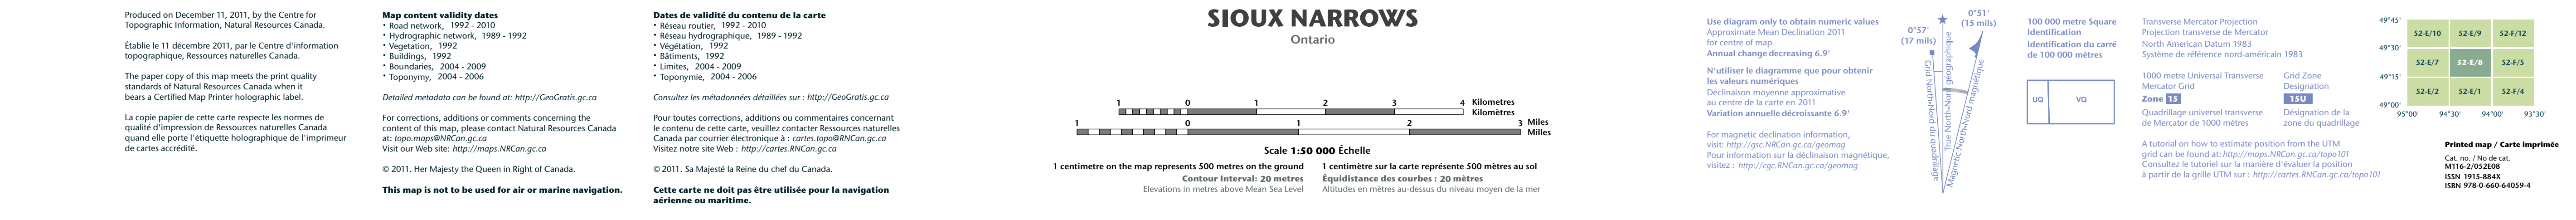 Produced on December 11, 2011, by the Centre for
Topographic Information, Natural Resources Canada.
Établie le 11 décembre 2011, par le Centre d'information
topographique, Ressources naturelles Canada.
The paper copy of this map meets the print quality
standards of Natural Resources Canada when it
bears a Certified Map Printer holographic label.
La copie papier de cette carte respecte les normes de
qualité d'impression de Ressources naturelles Canada
quand elle porte l'étiquette holographique de l'imprimeur
de cartes accrédité.
Map content validity dates
• Road network, 1992 - 2010
• Hydrographic network, 1989 - 1992
• Vegetation, 1992
• Buildings, 1992
• Boundaries, 2004 - 2009
• Toponymy, 2004 - 2006
Detailed metadata can be found at: http://GeoGratis.gc.ca
For corrections, additions or comments concerning the
content of this map, please contact Natural Resources Canada
at: topo.maps@NRCan.gc.ca
Visit our Web site: http://maps.NRCan.gc.ca
© 2011. Her Majesty the Queen in Right of Canada.
This map is not to be used for air or marine navigation.
Dates de validité du contenu de la carte
• Réseau routier, 1992 - 2010
• Réseau hydrographique, 1989 - 1992
• Végétation, 1992
• Bâtiments, 1992
• Limites, 2004 - 2009
• Toponymie, 2004 - 2006
Consultez les métadonnées détaillées sur : http://GeoGratis.gc.ca
Pour toutes corrections, additions ou commentaires concernant
le contenu de cette carte, veuillez contacter Ressources naturelles
Canada par courrier électronique à : cartes.topo@RNCan.gc.ca
Visitez notre site Web : http://cartes.RNCan.gc.ca
© 2011. Sa Majesté la Reine du chef du Canada.
Cette carte ne doit pas être utilisée pour la navigation
aérienne ou maritime.
SIOUX NARROWS
Ontario
1 0 1 2 3 4 Kilometres
Kilomètres
1 0 1 2 3 Miles
Milles
Scale 1:50 000 Échelle
1 centimetre on the map represents 500 metres on the ground
1 centimètre sur la carte représente 500 mètres au sol
Contour Interval: 20 metres
Équidistance des courbes : 20 mètres
Elevations in metres above Mean Sea Level
Altitudes en mètres au-dessus du niveau moyen de la mer
Use diagram only to obtain numeric values
Approximate Mean Declination 2011
for centre of map
Annual change decreasing 6.9'
N'utiliser le diagramme que pour obtenir
les valeurs numériques
Déclinaison moyenne approximative
au centre de la carte en 2011
Variation annuelle décroissante 6.9'
For magnetic declination information,
visit: http://gsc.NRCan.gc.ca/geomag
Pour information sur la déclinaison magnétique,
visitez : http://cgc.RNCan.gc.ca/geomag
0°57'
(17 mils)
0°51'
(15 mils)
Grid North•Nord du quadrillage
True North•Nord géographique
Magnetic North•Nord magnétique
100 000 metre Square
Identification
Identification du carré
de 100 000 mètres
UQ VQ
Transverse Mercator Projection
Projection transverse de Mercator
North American Datum 1983
Système de référence nord-américain 1983
1000 metre Universal Transverse
Mercator Grid
Zone 15
Quadrillage universel transverse
de Mercator de 1000 mètres
Grid Zone
Designation
15U
Désignation de la
zone du quadrillage
A tutorial on how to estimate position from the UTM
grid can be found at: http://maps.NRCan.gc.ca/topo101
Consultez le tutoriel sur la manière d'évaluer la position
à partir de la grille UTM sur : http://cartes.RNCan.gc.ca/topo101
49°45'
52-E/10 52-E/9 52-F/12
49°30'
52-E/7 52-E/8 52-F/5
49°15'
52-E/2 52-E/1 52-F/4
49°00'
95°00' 94°30' 94°00' 93°30'
Printed map / Carte imprimée
Cat. no. / No de cat.
M116-2/052E08
ISSN 1915-884X
ISBN 978-0-660-64059-4